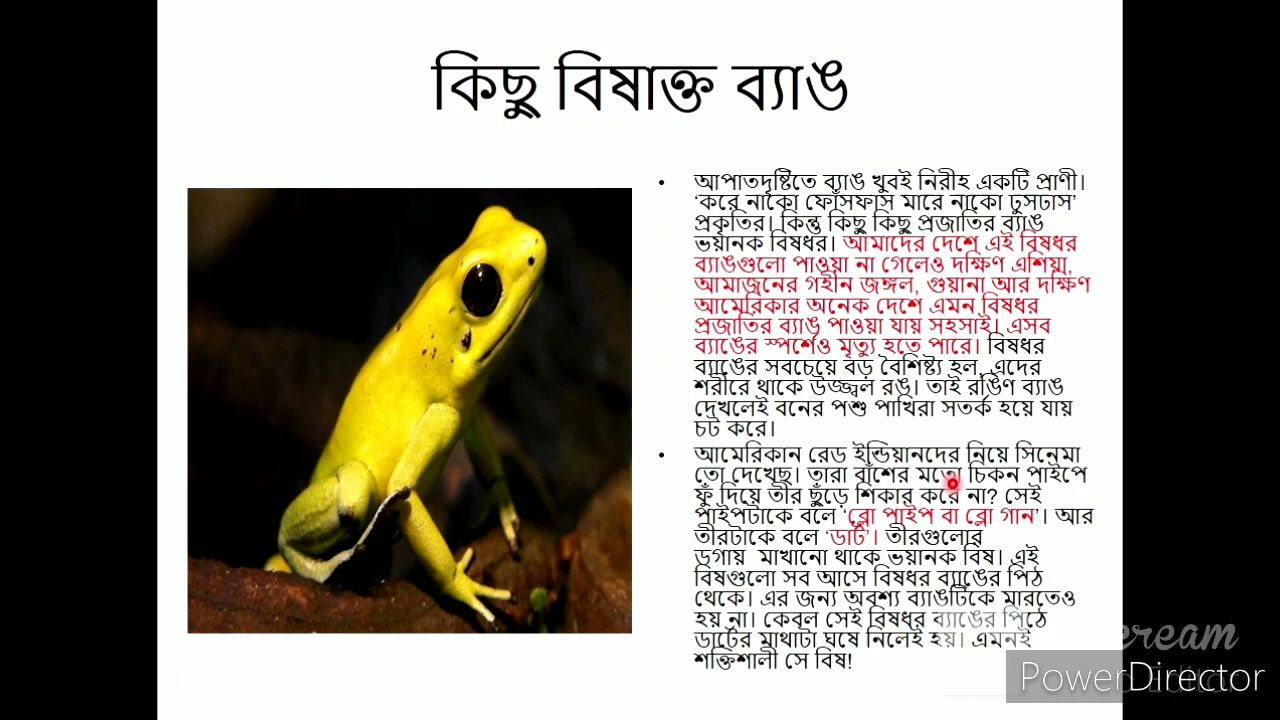 কিছু বিষাক্ত ব্যাঙ
• আপাতদৃষ্টিতে ব্যাঙ খুবই নিরীহ একটি প্রাণী।
‘করে নাকো ফোঁসফাস মারে নাকো ঢুসঢাস’
প্রকৃতির। কিন্তু কিছু কিছু প্রজাতির ব্যাঙ
ভয়ানক বিষধর। আমাদের দেশে এই বিষধর
ব্যাঙগুলো পাওয়া না গেলেও দক্ষিণ এশিয়া,
আমাজনের গহীন জঙ্গল, গুয়ানা আর দক্ষিণ
আমেরিকার অনেক দেশে এমন বিষধর
প্রজাতির ব্যাঙ পাওয়া যায় সহসাই। এসব
ব্যাঙের স্পর্শেও মৃত্যু হতে পারে। বিষধর
ব্যাঙের সবচেয়ে বড় বৈশিষ্ট্য হল, এদের
শরীরে থাকে উজ্জ্বল রঙ। তাই রঙিণ ব্যাঙ
দেখলেই বনের পশু পাখিরা সতর্ক হয়ে যায়
চট করে।
• আমেরিকান রেড ইন্ডিয়ানদের নিয়ে সিনেমা
তো দেখেছ। তারা বাঁশের মতো চিকন পাইপে
ফুঁ দিয়ে তীর ছুঁড়ে শিকার করে না? সেই
পাইপটাকে বলে ‘ব্লো পাইপ বা ব্লো গান’। আর
তীরটাকে বলে ‘ডার্ট’। তীরগুলোর
ডগায় মাখানো থাকে ভয়ানক বিষ। এই
বিষগুলো সব আসে বিষধর ব্যাঙের পিঠ
থেকে। এর জন্য অবশ্য ব্যাঙটিকে মারতেও
হয় না। কেবল সেই বিষধর ব্যাঙের পিঠে
ডার্টের মাথাটা ঘষে নিলেই হয়। এমনই
শক্তিশালী সে বিষ!
PowerDirector